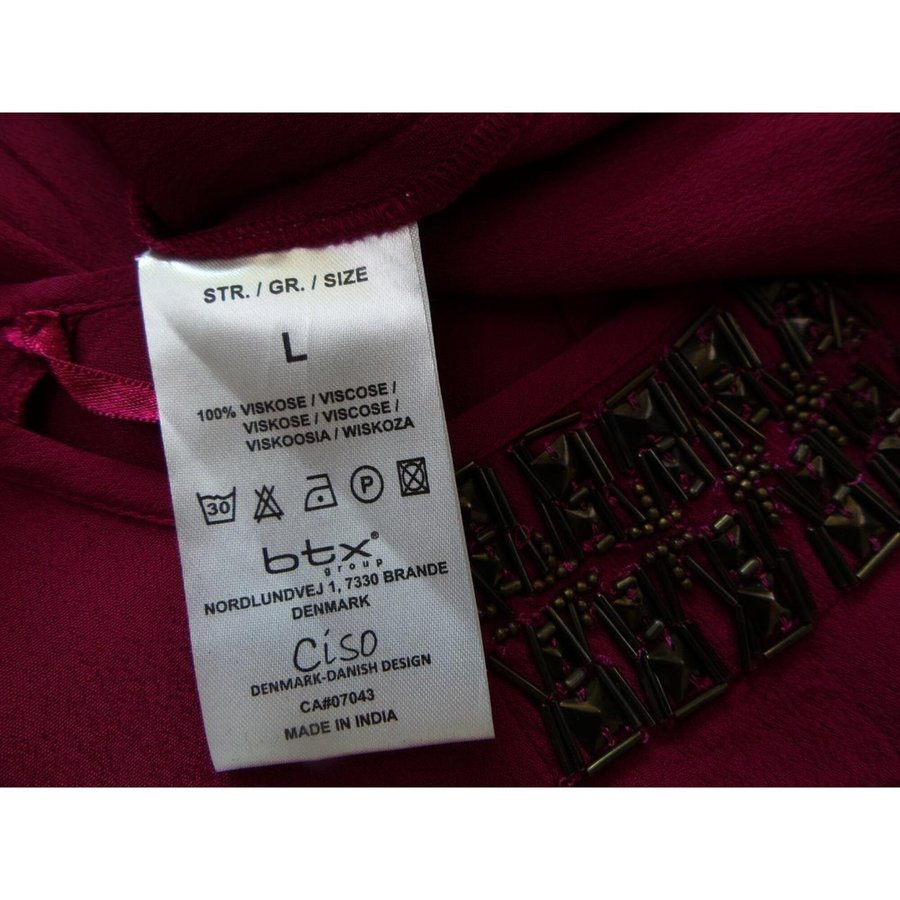 STR. / GR. / SIZE
L
100% VISKOSE / VISCOSE /
VISKOSE / VISCOSE /
VISKOOSIA / WISKOZA
30 P
btx®
group
NORDLUNDVEJ 1, 7330 BRANDE
DENMARK
Ciso
DENMARK-DANISH DESIGN
CA#07043
MADE IN INDIA